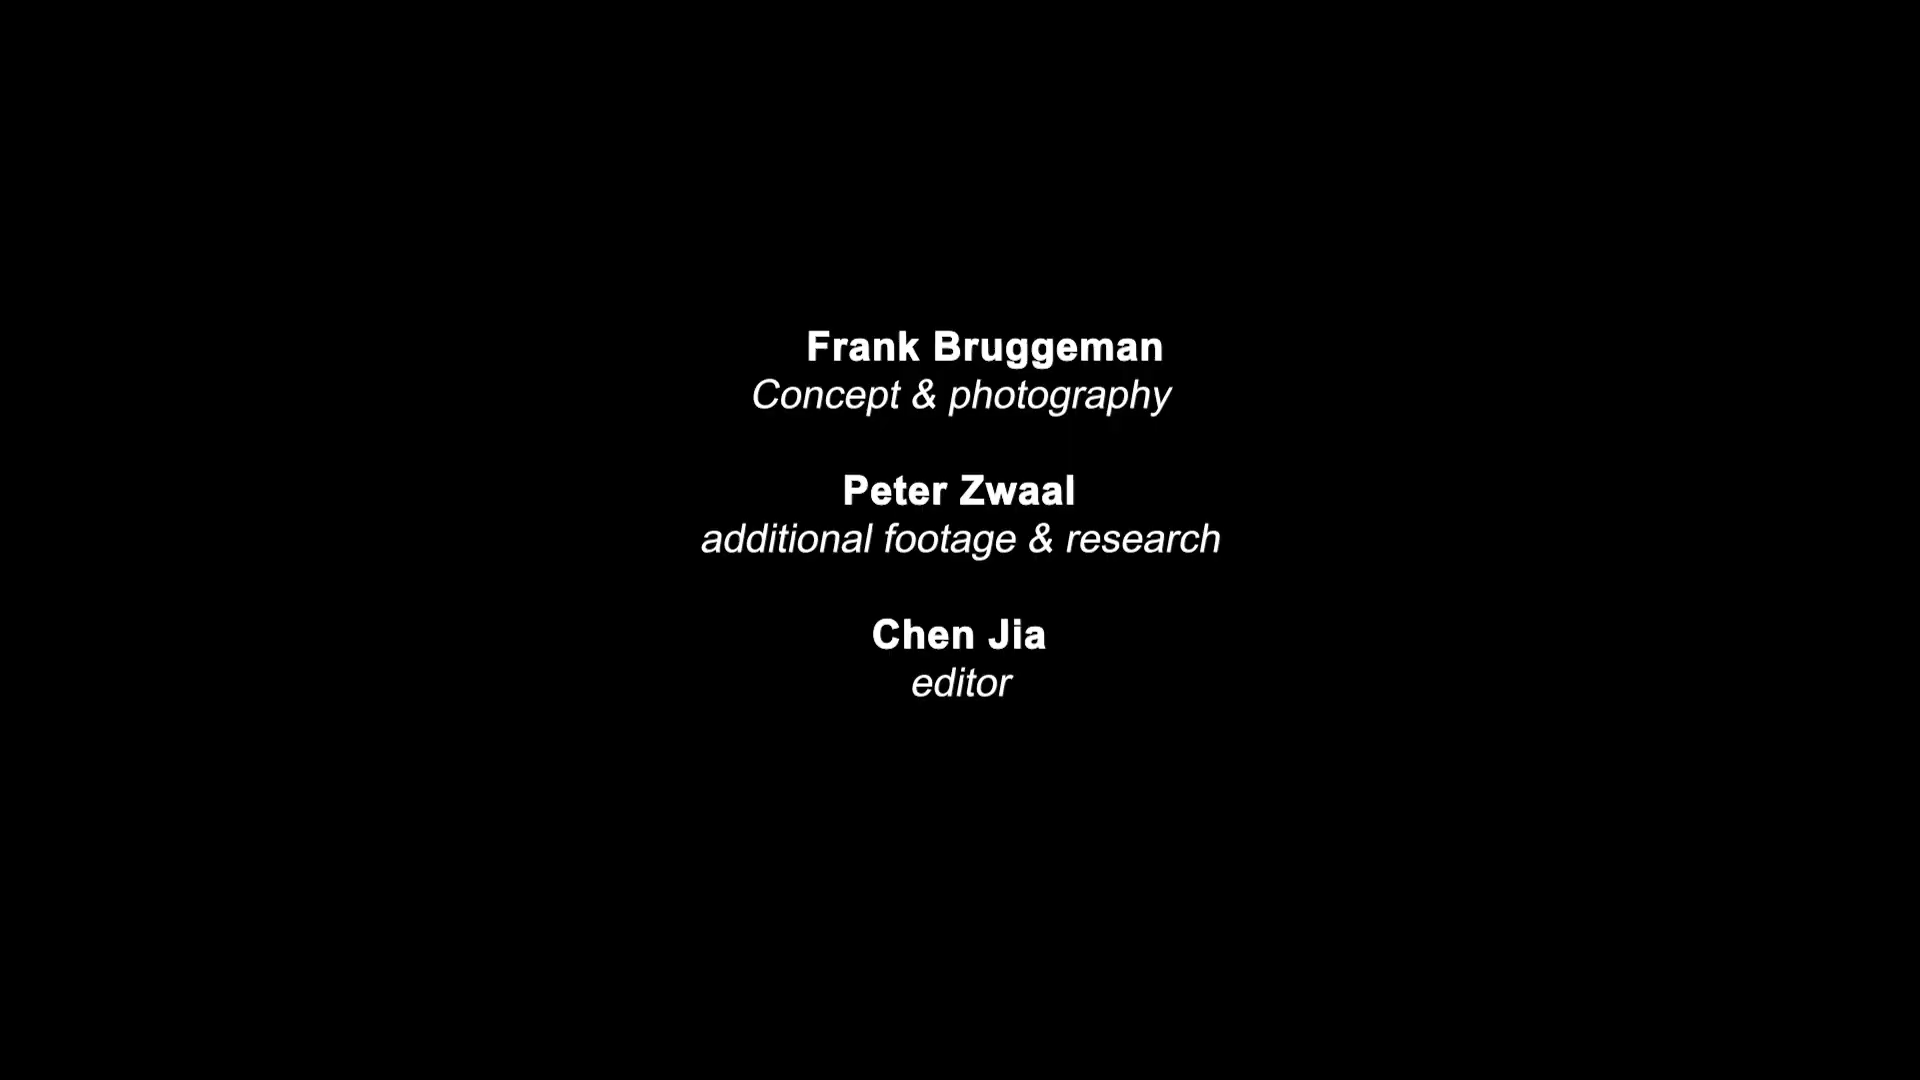 Frank Bruggeman
Concept & photography
Peter Zwaal
additional footage & research
Chen Jia
editor